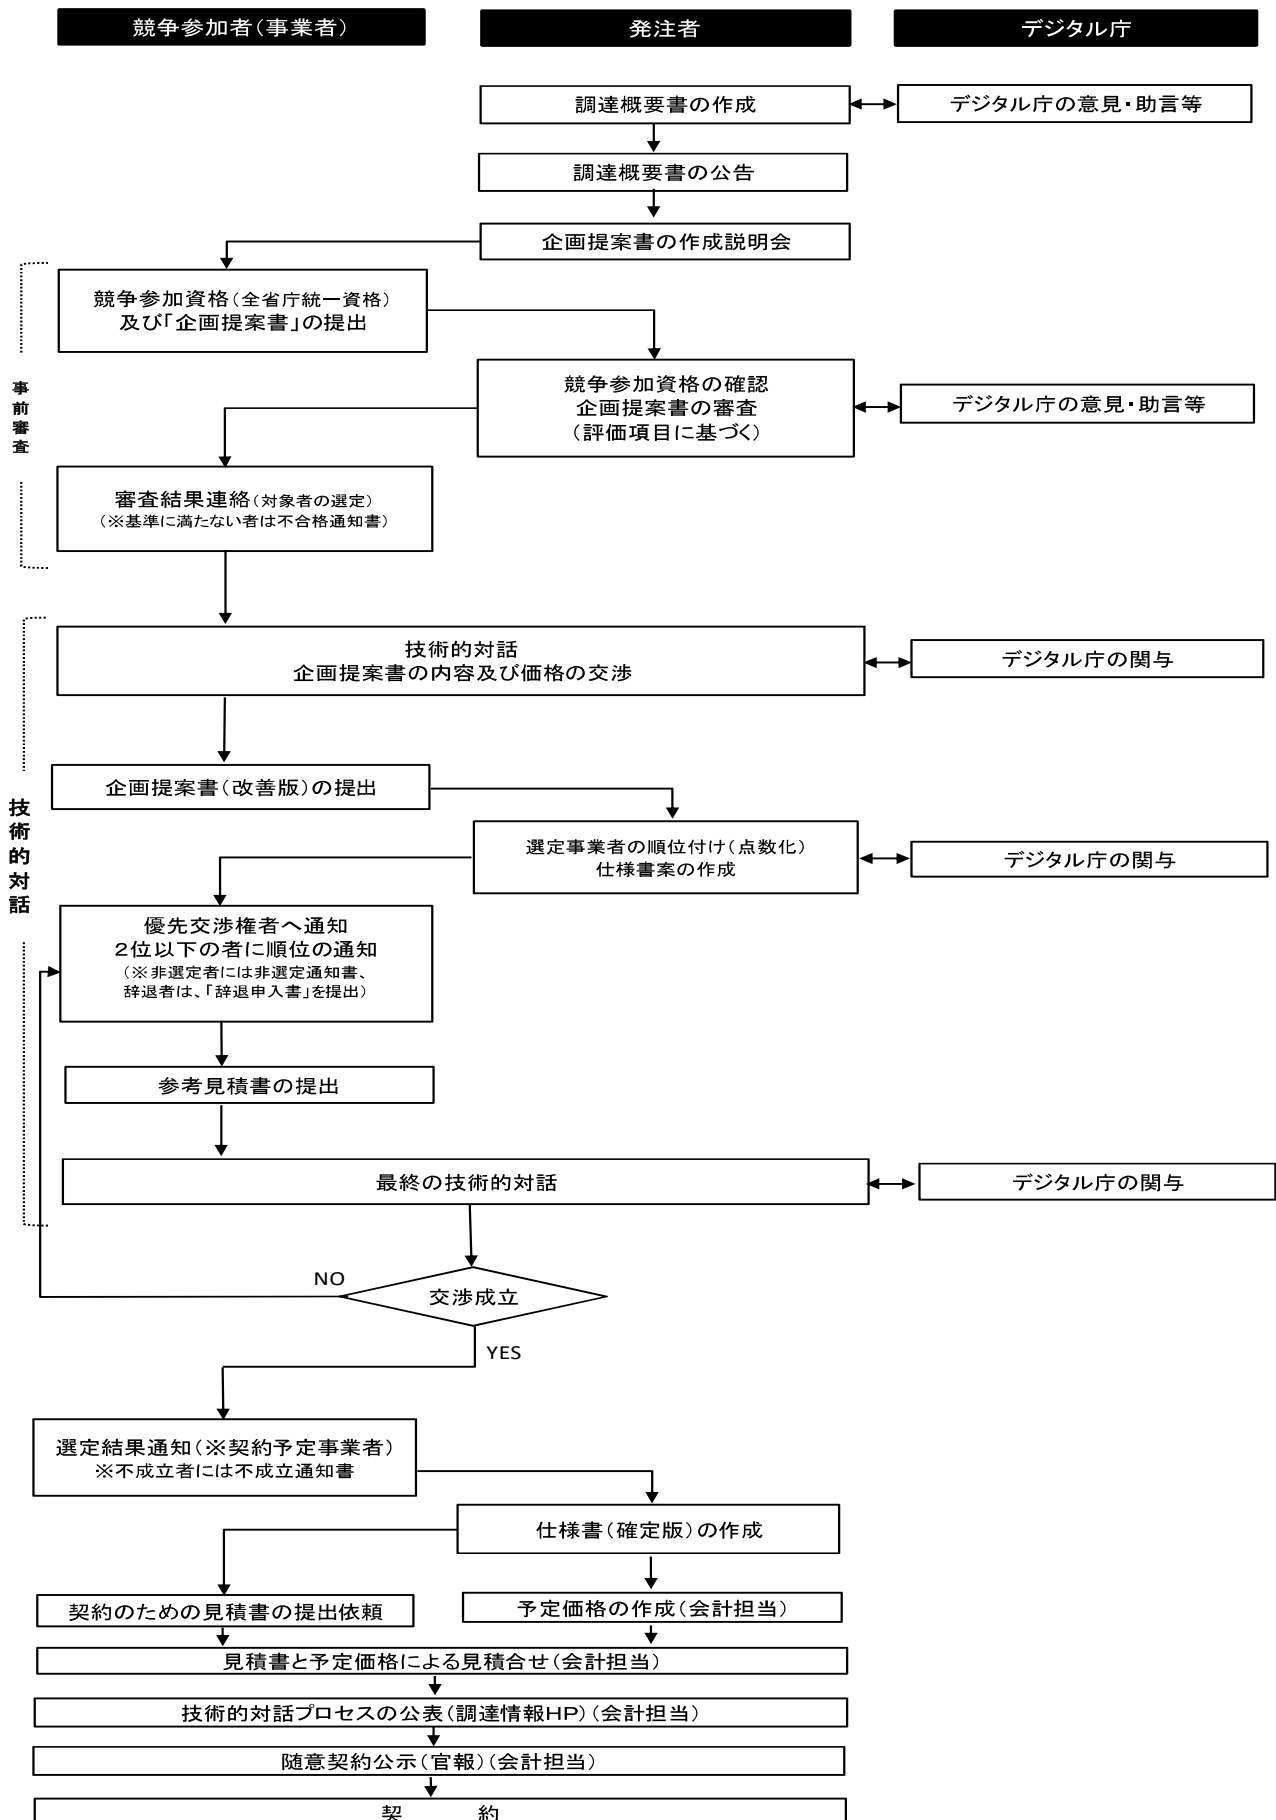 競争参加者(事業者)
発注者
デジタル庁
調達概要書の作成
デジタル庁の意見・助言等
調達概要書の公告
企画提案書の作成説明会
競争参加資格(全省庁統一資格)
及び「企画提案書」の提出
事前審査
競争参加資格の確認
企画提案書の審査
(評価項目に基づく)
デジタル庁の意見・助言等
審査結果連絡(対象者の選定)
(※基準に満たない者は不合格通知書)
技術的対話
企画提案書の内容及び価格の交渉
デジタル庁の関与
企画提案書(改善版)の提出
技術的対話
選定事業者の順位付け(点数化)
仕様書案の作成
デジタル庁の関与
優先交渉権者へ通知
2位以下の者に順位の通知
(※非選定者には非選定通知書、
辞退者は、「辞退申入書」を提出)
参考見積書の提出
最終の技術的対話
デジタル庁の関与
NO
交渉成立
YES
選定結果通知(※契約予定事業者)
※不成立者には不成立通知書
仕様書(確定版)の作成
契約のための見積書の提出依頼
予定価格の作成(会計担当)
見積書と予定価格による見積合せ(会計担当)
技術的対話プロセスの公表(調達情報HP)(会計担当)
随意契約公示(官報)(会計担当)
契　　約